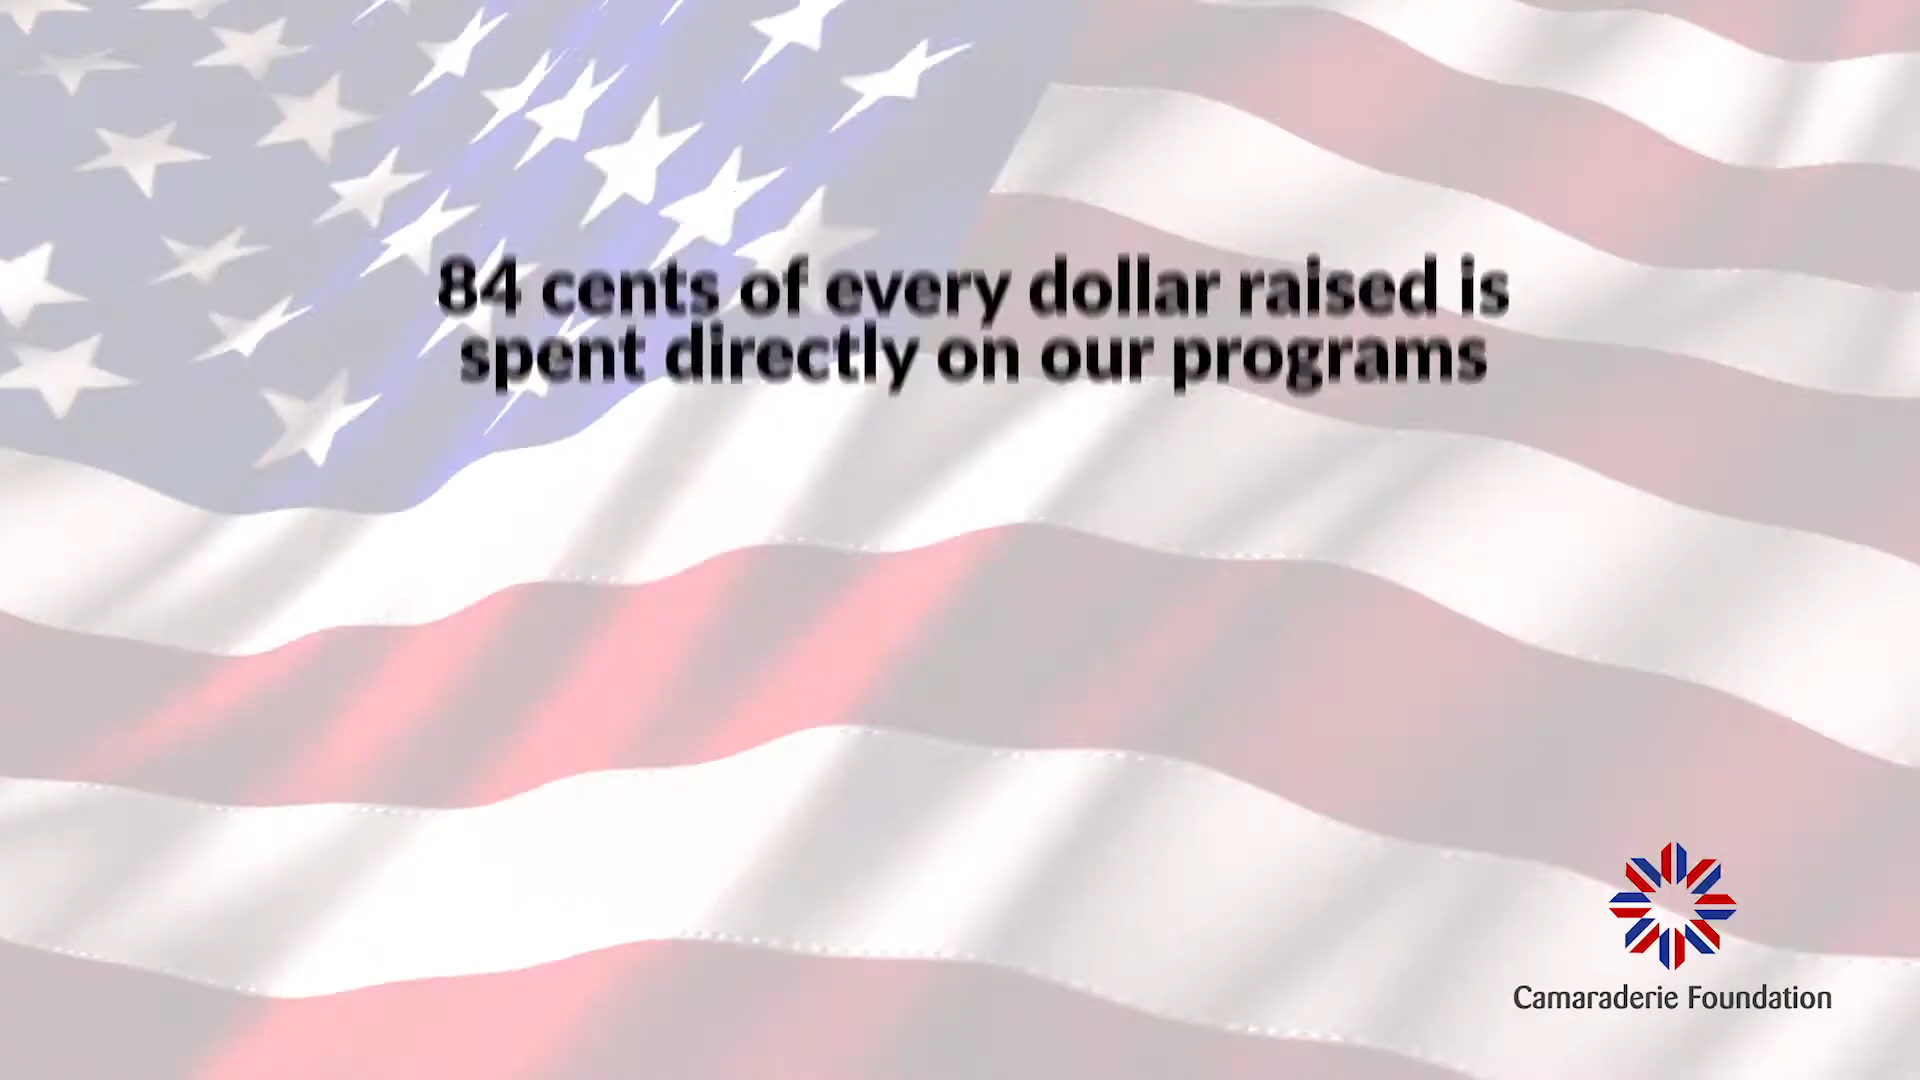 84 cents of every dollar raised is
spent directly on our programs
Camaraderie Foundation